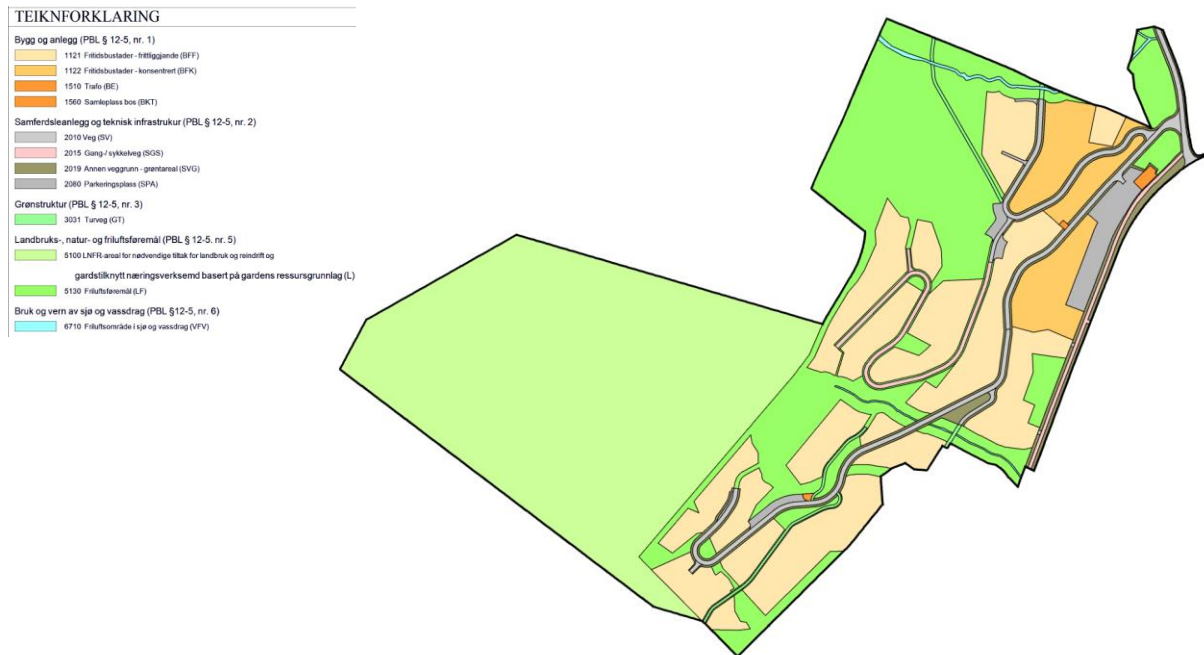 TEIKNFORKLARING
Bygg og anlegg (PBL § 12-5, nr. 1)
1121 Fritidsbustader - frittliggjande (BFF)
1122 Fritidsbustader - konsentrert (BFK)
1510 Trafo (BE)
1560 Samleplass bos (BKT)
Samferdsleanlegg og teknisk infrastrukur (PBL § 12-5, nr. 2)
2010 Veg (SV)
2015 Gang-/ sykkelveg (SGS)
2019 Annen veggrunn - grøntareal (SVG)
2080 Parkeringsplass (SPA)
Grønstruktur (PBL § 12-5, nr. 3)
3031 Turveg (GT)
Landbruks-, natur- og friluftsføremål (PBL § 12-5. nr. 5)
5100 LNFR-areal for nødvendige tiltak for landbruk og reindrift og
gardstilknytt næringsverksemd basert på gardens ressursgrunnlag (L)
5130 Friluftsføremål (LF)
Bruk og vern av sjø og vassdrag (PBL §12-5, nr. 6)
6710 Friluftsområde i sjø og vassdrag (VFV)